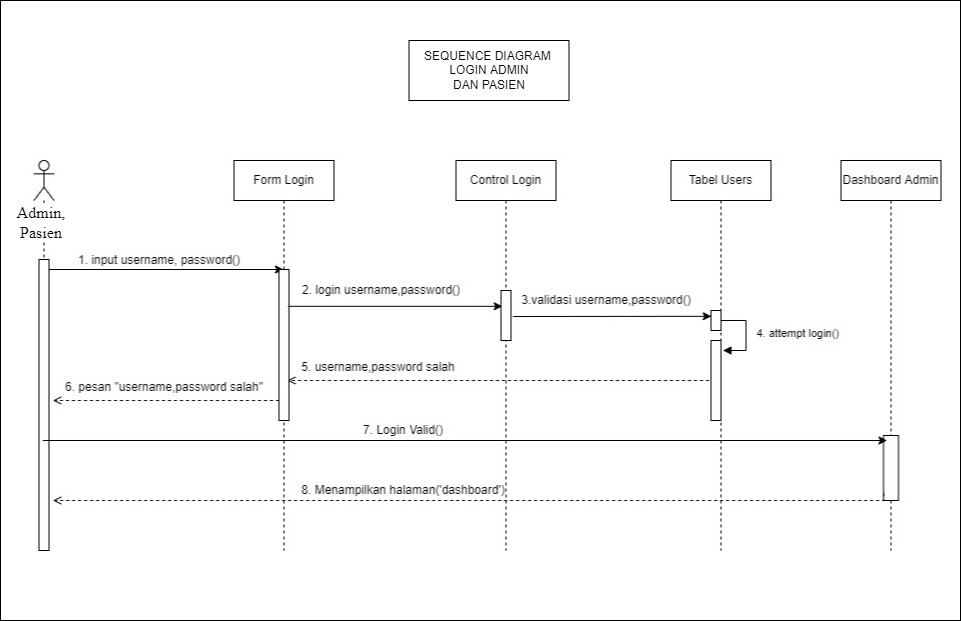 SEQUENCE DIAGRAM
LOGIN ADMIN
DAN PASIEN
Form Login
Control Login
Tabel Users
Dashboard Admin
Admin,
Pasien
1. input username, password()
2. login username,password()
3.validasi username,password()
4. attempt login()
5. username,password salah
6. pesan "username,password salah"
7. Login Valid()
8. Menampilkan halaman('dashboard')